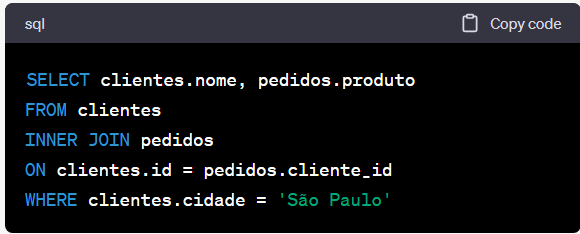 sql
Copy code
SELECT clientes.nome, pedidos.produto
FROM clientes
INNER JOIN pedidos
ON clientes.id = pedidos.cliente_id
WHERE clientes.cidade = 'São Paulo'